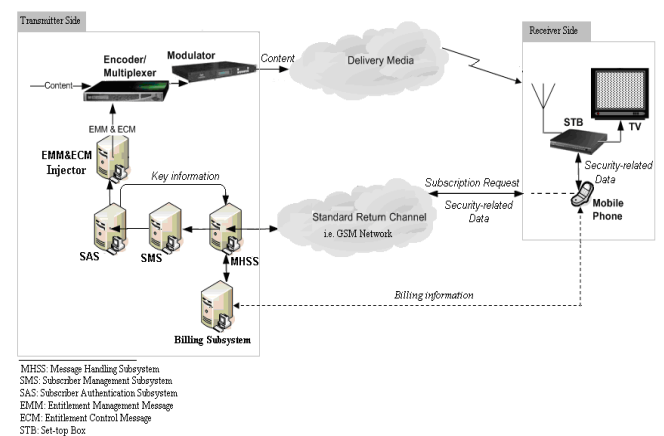 Transmitter Side
Receiver Side
Encoder/
Multiplexer
Modulator
Content
Content
Delivery Media
STB
TV
EMM & ECM
EMM&ECM
Injector
Key information
Security-related
Data
Subscription Request
Security-related
Data
Mobile
Phone
Standard Return Channel
i.e. GSM Network
SAS
SMS
MHSS
Billing information
Billing Subsystem
MHSS: Message Handling Subsystem
SMS: Subscriber Management Subsystem
SAS: Subscriber Authentication Subsystem
EMM: Entitlement Management Message
ECM: Entitlement Control Message
STB: Set-top Box